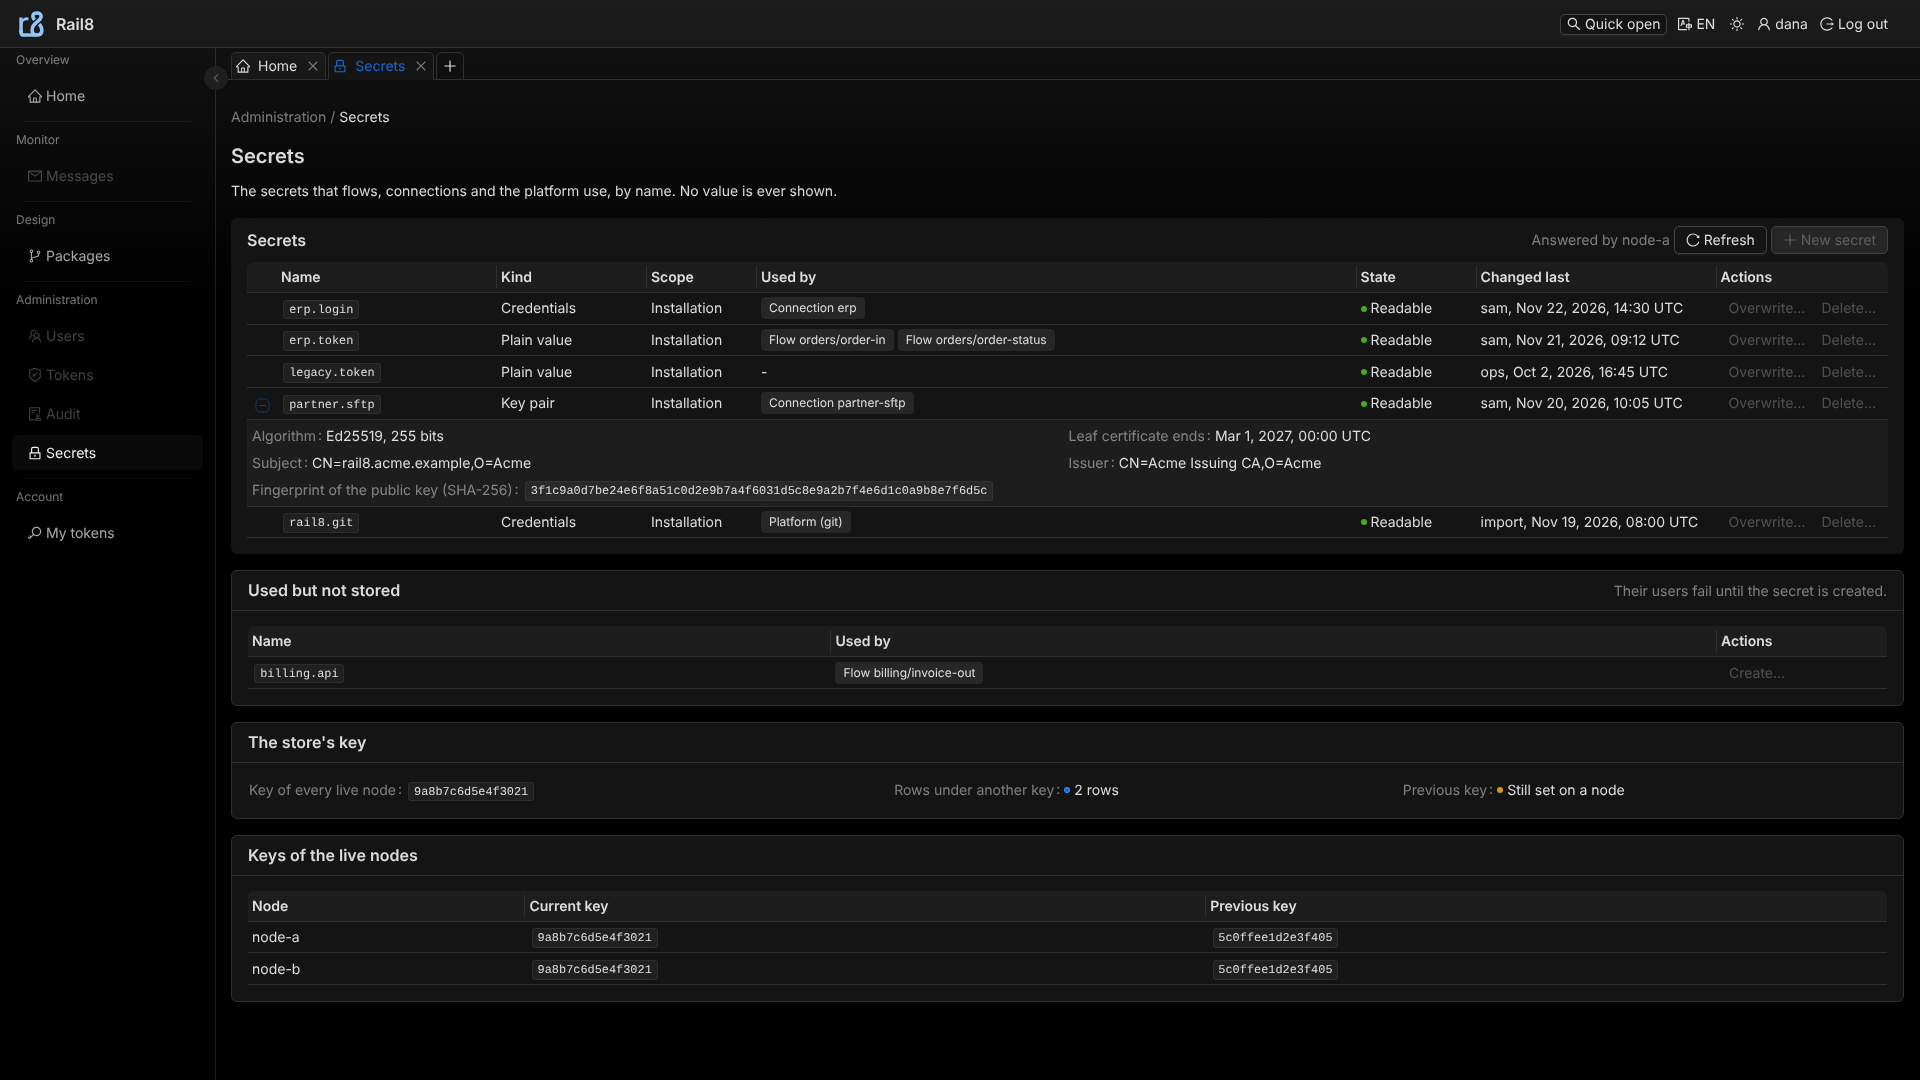 Rail8
Quick open
EN
dana
Log out
Overview
Home
Monitor
Messages
Design
Packages
Administration
Users
Tokens
Audit
Secrets
Account
My tokens
Home
Secrets
Administration / Secrets
Secrets
The secrets that flows, connections and the platform use, by name. No value is ever shown.
Secrets
Answered by node-a Refresh New secret
Name Kind Scope Used by State Changed last Actions
erp.login Credentials Installation Connection erp Readable sam, Nov 22, 2026, 14:30 UTC Overwrite... Delete...
erp.token Plain value Installation Flow orders/order-in Flow orders/order-status Readable sam, Nov 21, 2026, 09:12 UTC Overwrite... Delete...
legacy.token Plain value Installation - Readable ops, Oct 2, 2026, 16:45 UTC Overwrite... Delete...
partner.sftp Key pair Installation Connection partner-sftp Readable sam, Nov 20, 2026, 10:05 UTC Overwrite... Delete...
Algorithm: Ed25519, 255 bits Leaf certificate ends: Mar 1, 2027, 00:00 UTC
Subject: CN=rail8.acme.example,O=Acme Issuer: CN=Acme Issuing CA,O=Acme
Fingerprint of the public key (SHA-256): 3f1c9a0d7be24e6f8a51c0d2e9b7a4f6031d5c8e9a2b7f4e6d1c0a9b8e7f6d5c
rail8.git Credentials Installation Platform (git) Readable import, Nov 19, 2026, 08:00 UTC Overwrite... Delete...
Used but not stored
Their users fail until the secret is created.
Name Used by Actions
billing.api Flow billing/invoice-out Create...
The store's key
Key of every live node: 9a8b7c6d5e4f3021 Rows under another key: 2 rows Previous key: Still set on a node
Keys of the live nodes
Node Current key Previous key
node-a 9a8b7c6d5e4f3021 5c0ffee1d2e3f405
node-b 9a8b7c6d5e4f3021 5c0ffee1d2e3f405